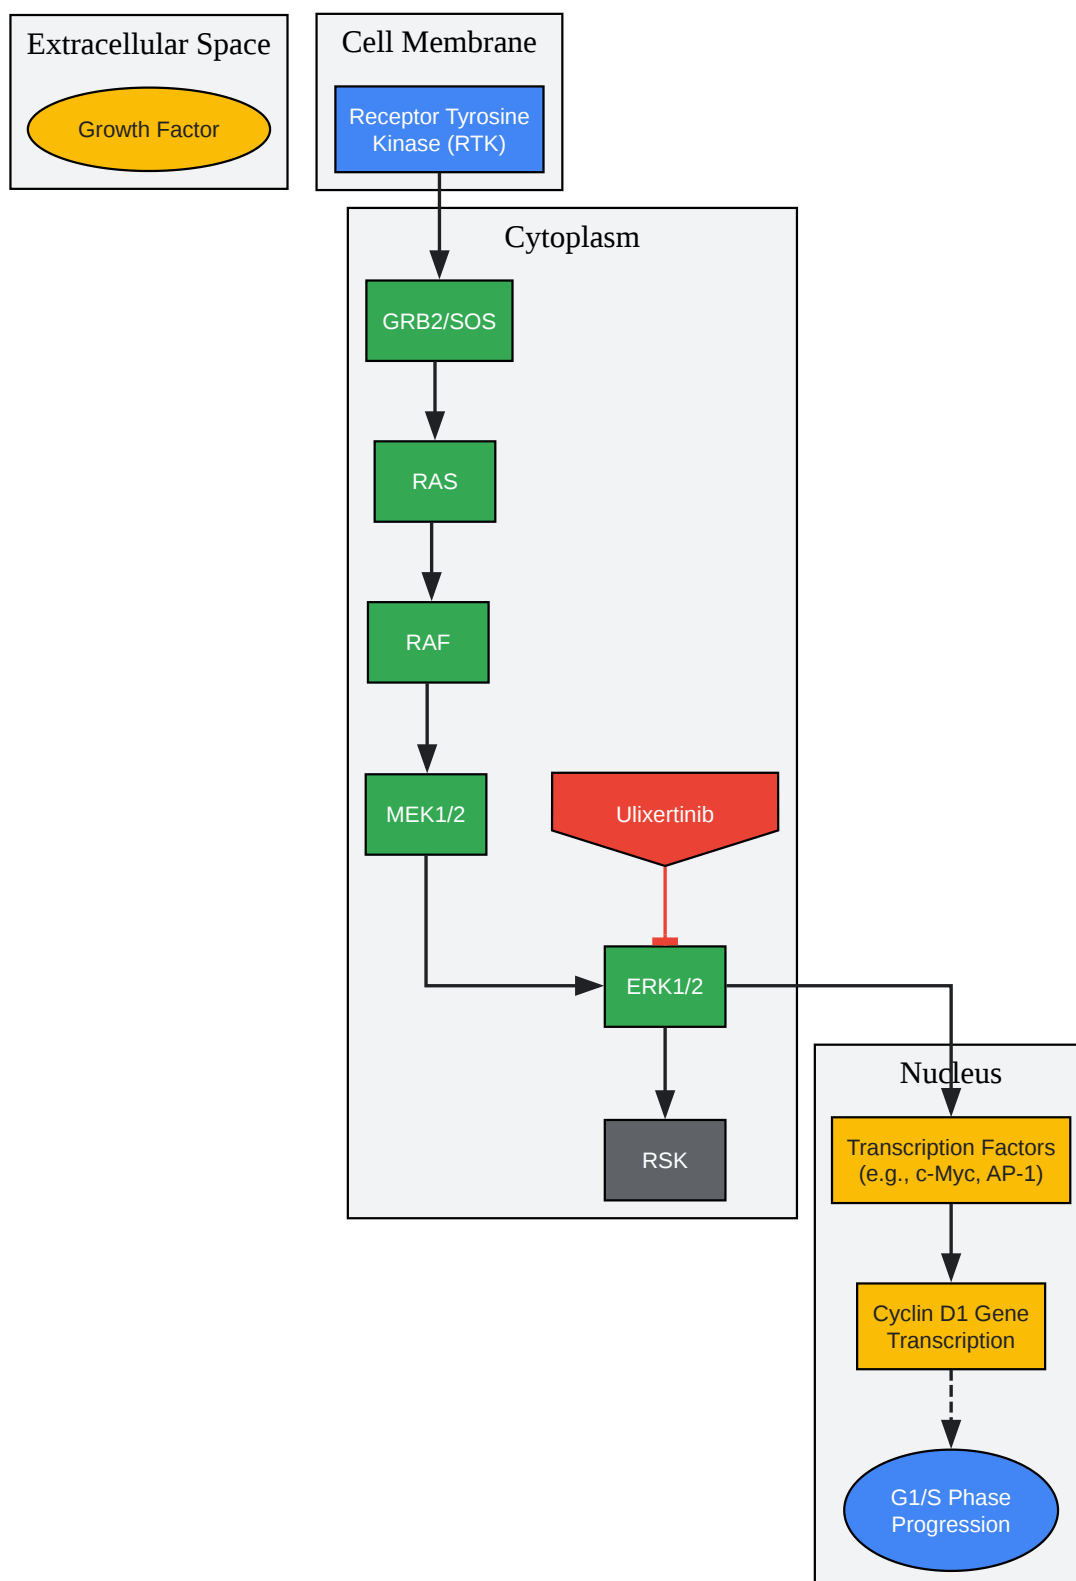 Extracellular Space
Growth Factor
Cell Membrane
Receptor Tyrosine
Kinase (RTK)
Cytoplasm
GRB2/SOS
RAS
RAF
MEK1/2
Ulixertinib
ERK1/2
RSK
Nucleus
Transcription Factors
(e.g., c-Myc, AP-1)
Cyclin D1 Gene
Transcription
G1/S Phase
Progression